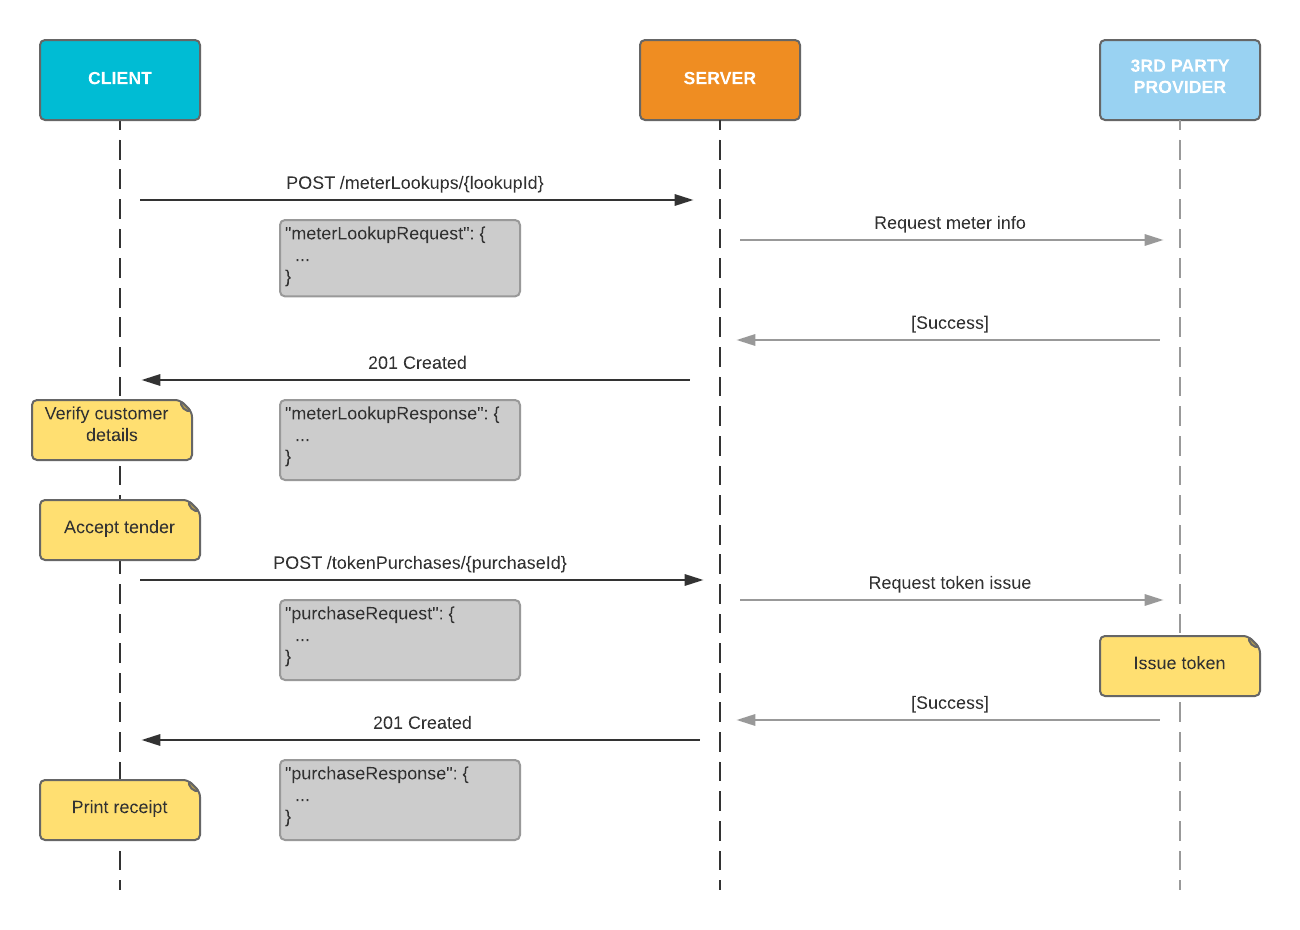 CLIENT
SERVER
3RD PARTY
PROVIDER
POST /meterLookups/{lookupId}
"meterLookupRequest": {
...
}
Request meter info
[Success]
201 Created
Verify customer
details
"meterLookupResponse": {
...
}
Accept tender
POST /tokenPurchases/{purchaseId}
"purchaseRequest": {
...
}
Request token issue
Issue token
[Success]
201 Created
"purchaseResponse": {
...
}
Print receipt